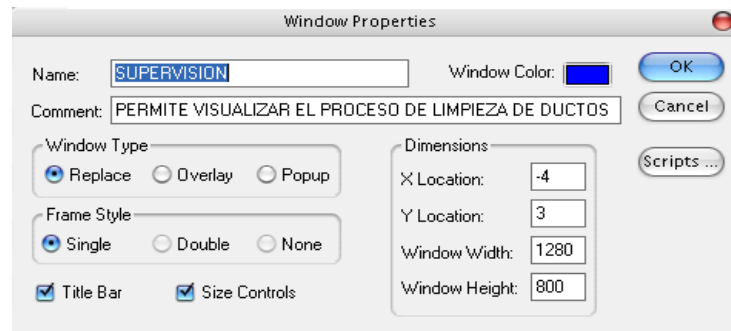 Window Properties
Name: SUPERVISION Window Color: OK
Comment: PERMITE VISUALIZAR EL PROCESO DE LIMPIEZA DE DUCTOS Cancel
Window Type Dimensions
Replace Overlay Popup X Location: -4 Scripts ...
Frame Style Y Location: 3
Single Double None Window Width: 1280
Title Bar Size Controls Window Height: 800